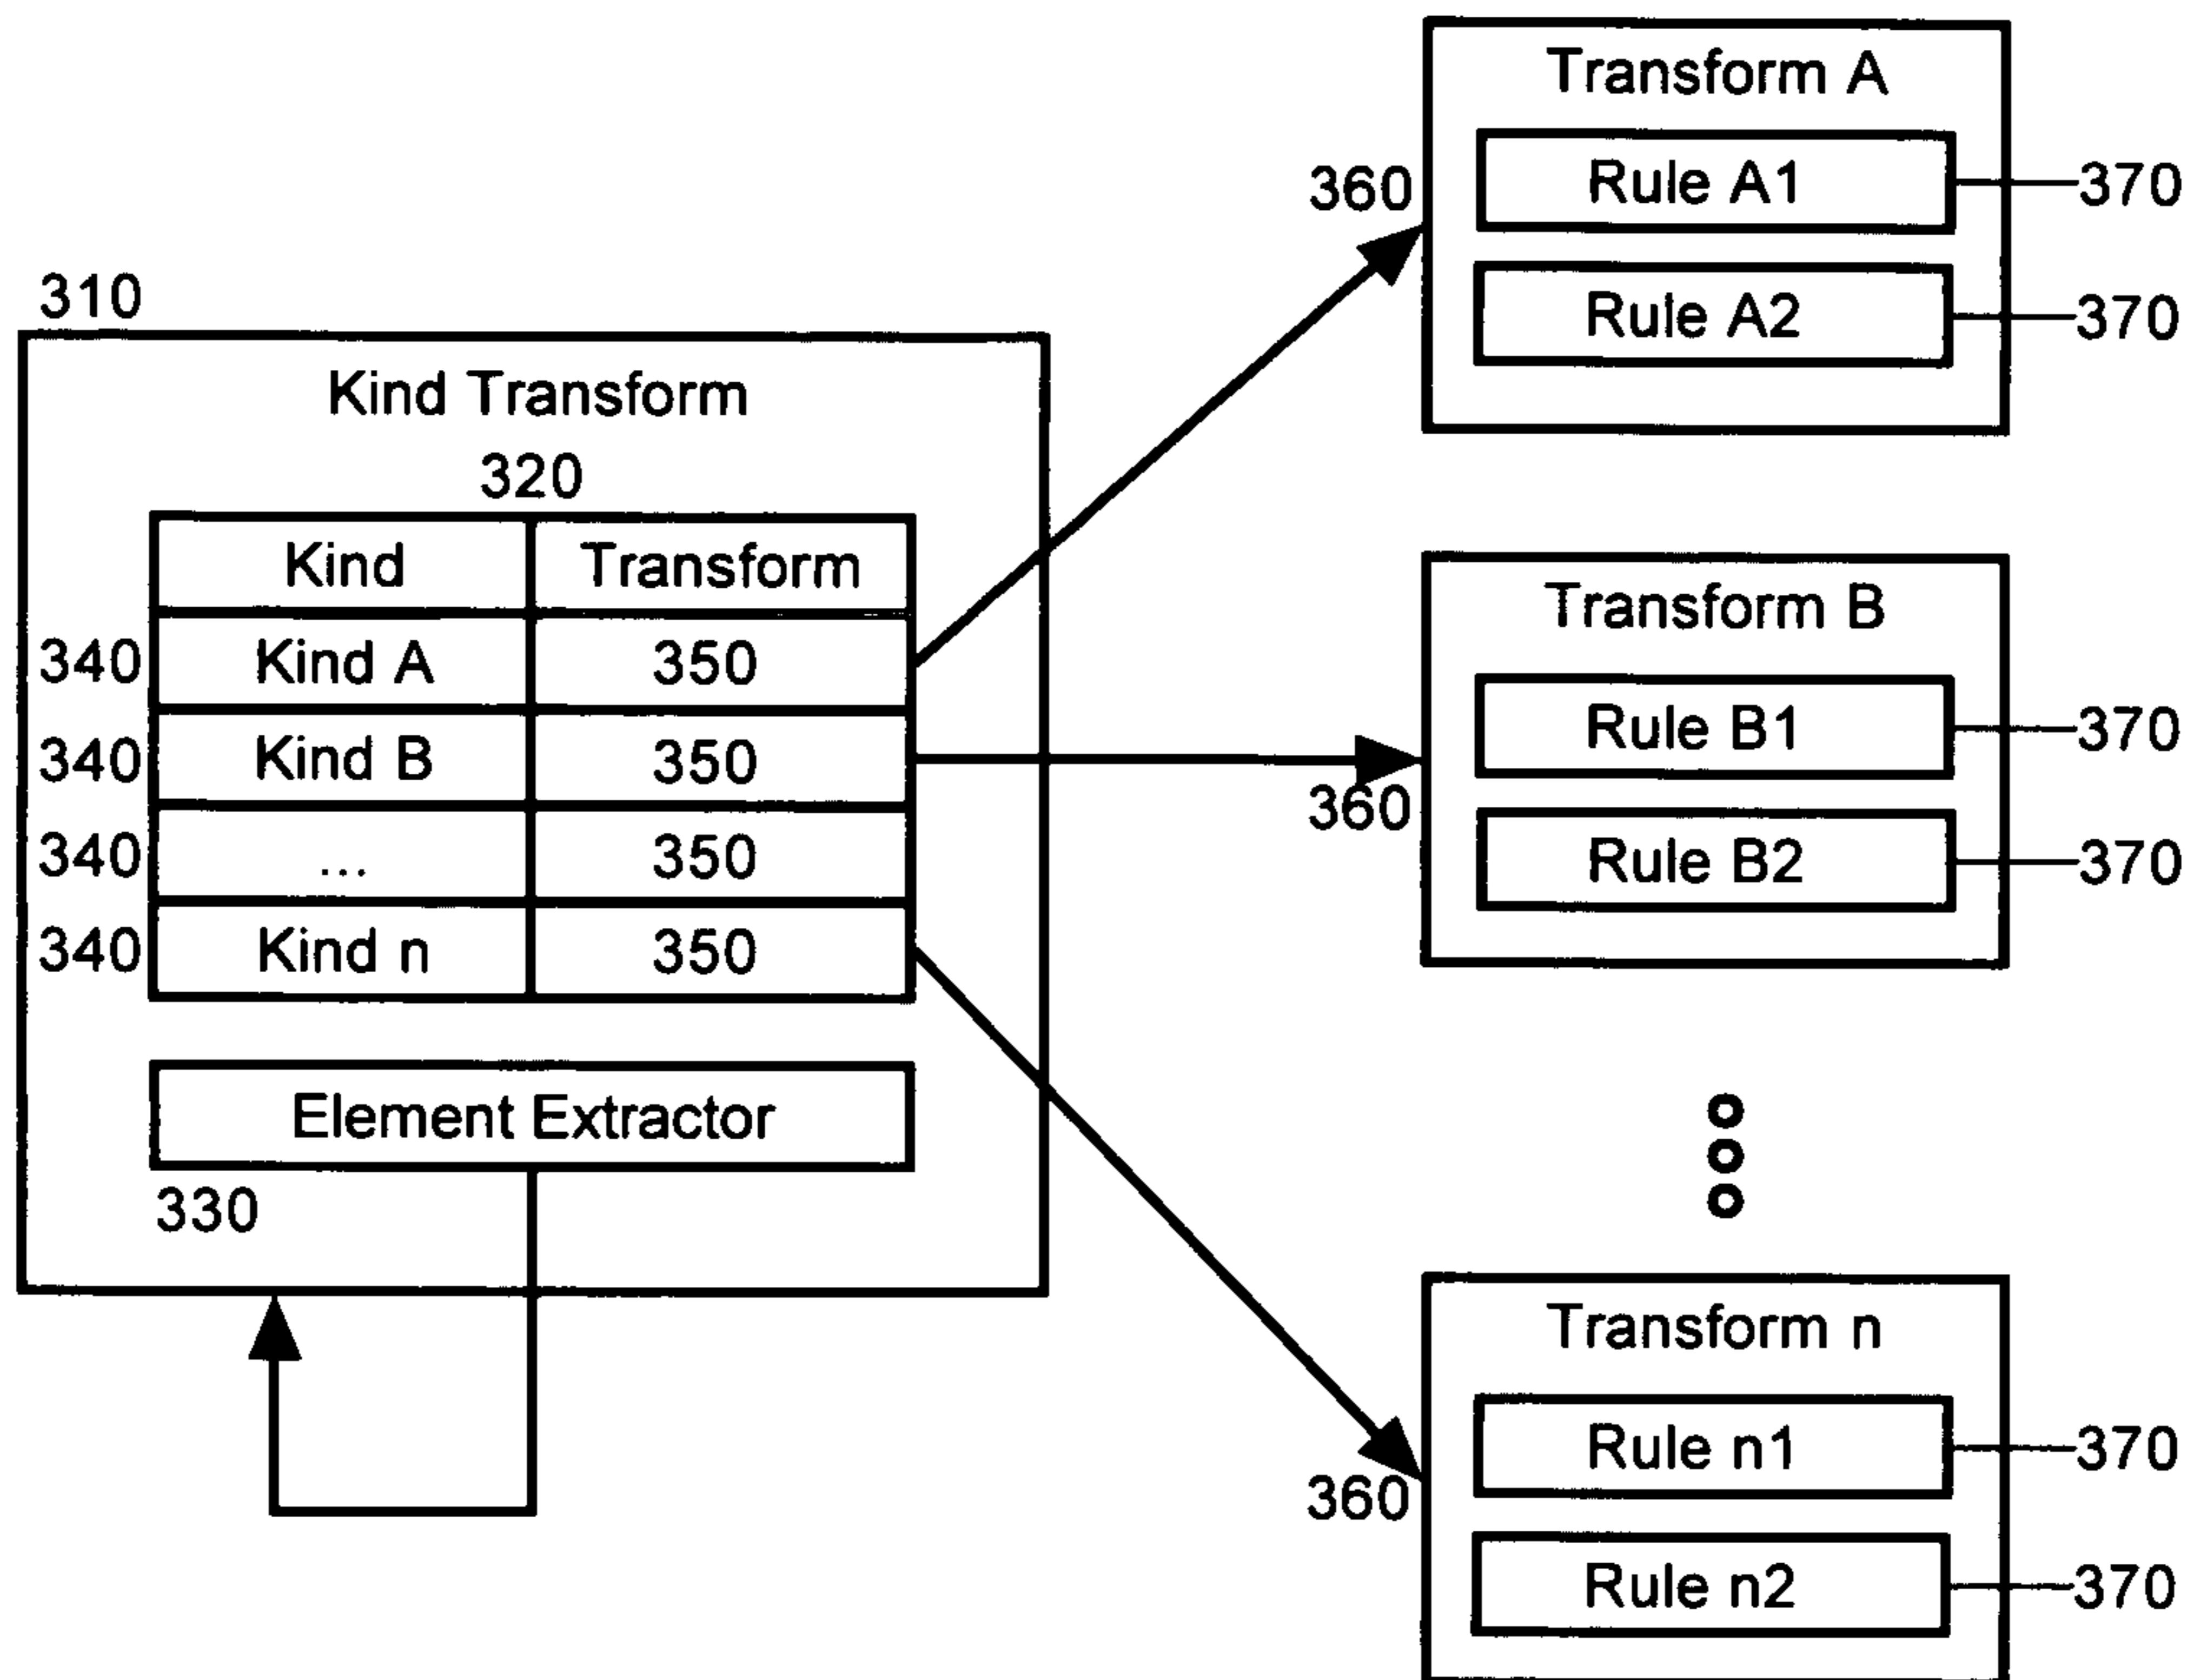 310
Kind Transform
320
Kind Transform
340 Kind A 350
340 Kind B 350
340 ... 350
340 Kind n 350
Element Extractor
330
Transform A
360 Rule A1 370
Rule A2 370
Transform B
Rule B1 370
360 Rule B2 370
Transform n
Rule n1 370
360
Rule n2 370